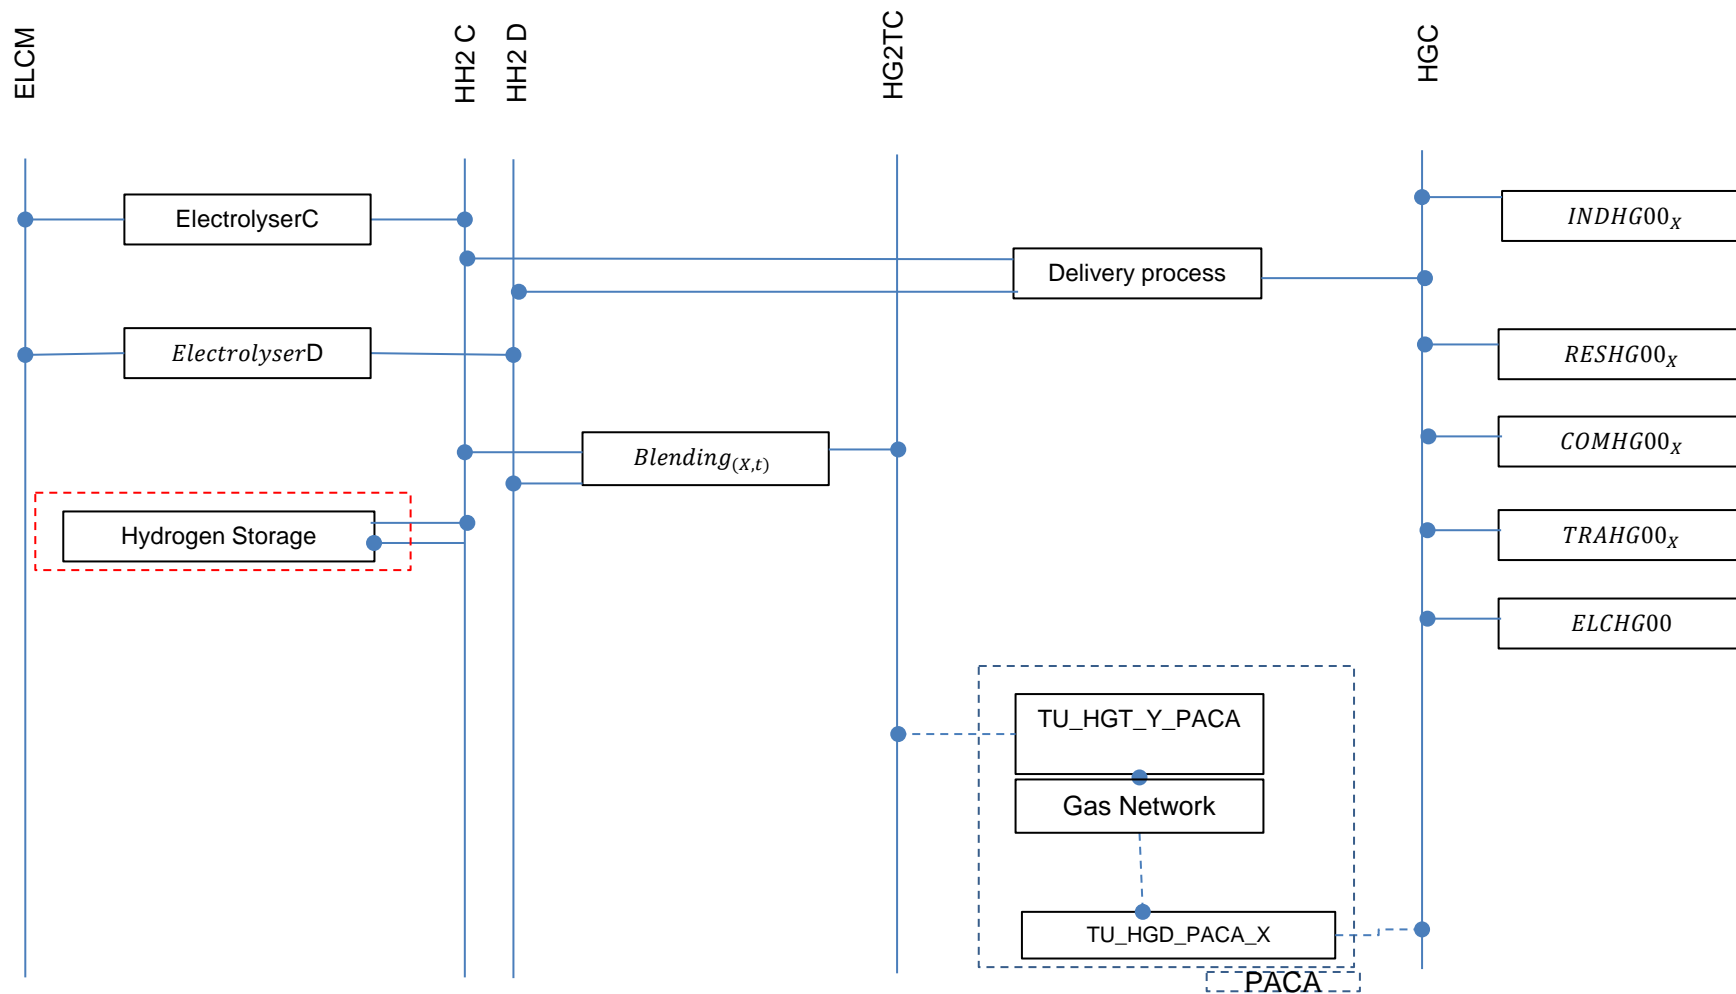 ELCM
HH2 C
HH2 D
HG2TC
HGC
ElectrolyserC
INDHG00X
Delivery process
ElectrolyserD
RESHG00X
Blending(X,t)
COMHG00X
Hydrogen Storage
TRAHG00X
ELCHG00
TU_HGT_Y_PACA
Gas Network
TU_HGD_PACA_X
PACA